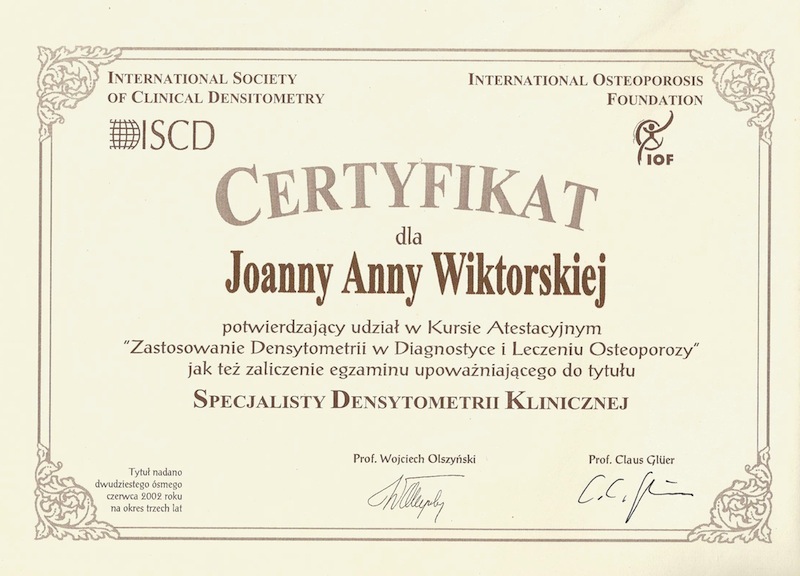 INTERNATIONAL SOCIETY
OF CLINICAL DENSITOMETRY
ISCD
INTERNATIONAL OSTEOPOROSIS
FOUNDATION
IOF
CERTYFIKAT
dla
Joanny Anny Wiktorskiej
potwierdzający udział w Kursie Atestacyjnym
"Zastosowanie Densytometrii w Diagnostyce i Leczeniu Osteoporozy"
jak też zaliczenie egzaminu upoważniającego do tytułu
SPECJALISTY DENSYTOMETRII KLINICZNEJ
Tytuł nadano
dwudziestego ósmego
czerwca 2002 roku
na okres trzech lat
Prof. Wojciech Olszyński
Prof. Claus Glüer